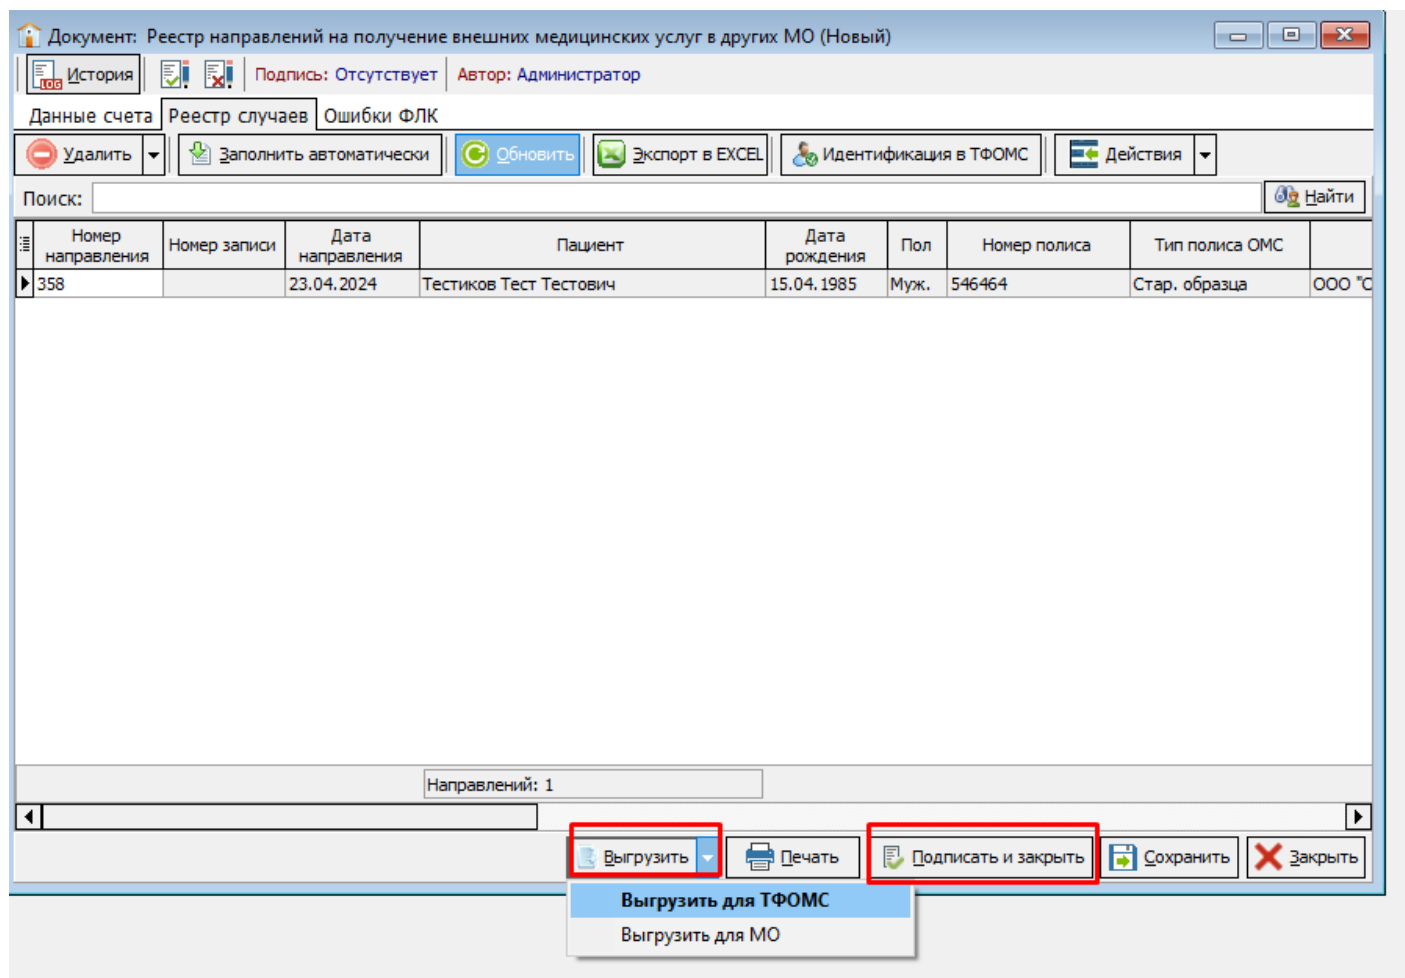 Документ: Реестр направлений на получение внешних медицинских услуг в других МО (Новый)
LOG История Подпись: Отсутствует Автор: Администратор
Данные счета Реестр случаев Ошибки ФЛК
Удалить Заполнить автоматически Обновить Экспорт в EXCEL Идентификация в ТФОМС Действия
Поиск: Найти
Номер направления Номер записи Дата направления Пациент Дата рождения Пол Номер полиса Тип полиса ОМС
358 23.04.2024 Тестиков Тест Тестович 15.04.1985 Муж. 546464 Стар. образца ООО "С
Направлений: 1
Выгрузить Печать Подписать и закрыть Сохранить Закрыть
Выгрузить для ТФОМС
Выгрузить для МО